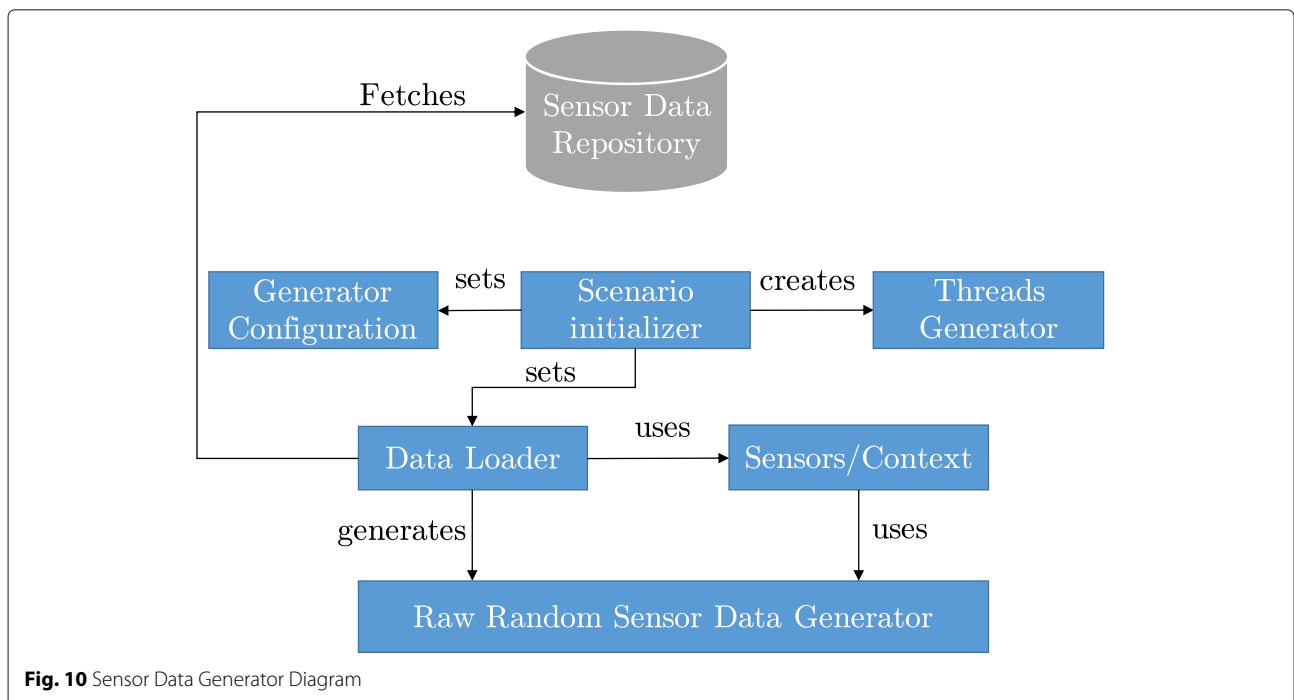 Fetches
Sensor Data
Repository
Generator
Configuration
sets
Scenario
initializer
creates
Threads
Generator
sets
Data Loader
uses
Sensors/Context
generates
uses
Raw Random Sensor Data Generator
Fig. 10 Sensor Data Generator Diagram